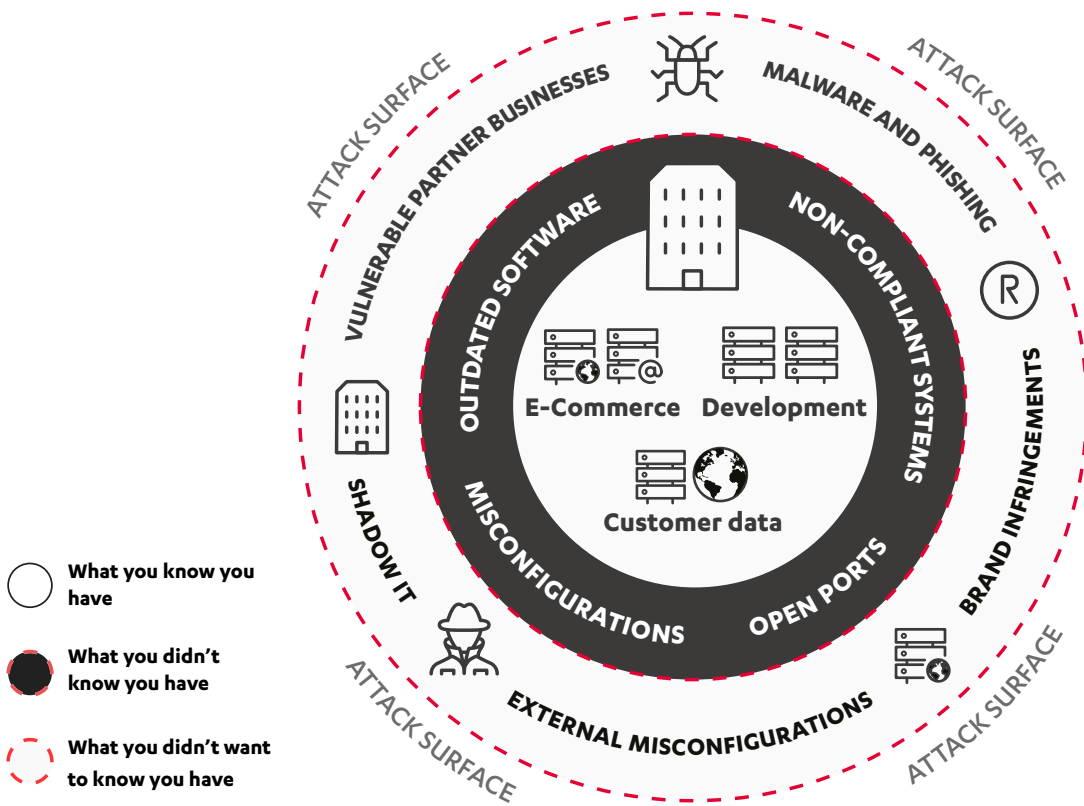 ATTACK SURFACE
ATTACK SURFACE
VULNERABLE PARTNER BUSINESSES
MALWARE AND PHISHING
OUTDATED SOFTWARE
NON-COMPLIANT SYSTEMS
R
@
E-Commerce
Development
Customer data
SHADOW IT
MISCONFIGURATIONS
OPEN PORTS
BRAND INFRINGEMENTS
EXTERNAL MISCONFIGURATIONS
ATTACK SURFACE
ATTACK SURFACE
What you know you
have
What you didn't
know you have
What you didn't want
to know you have